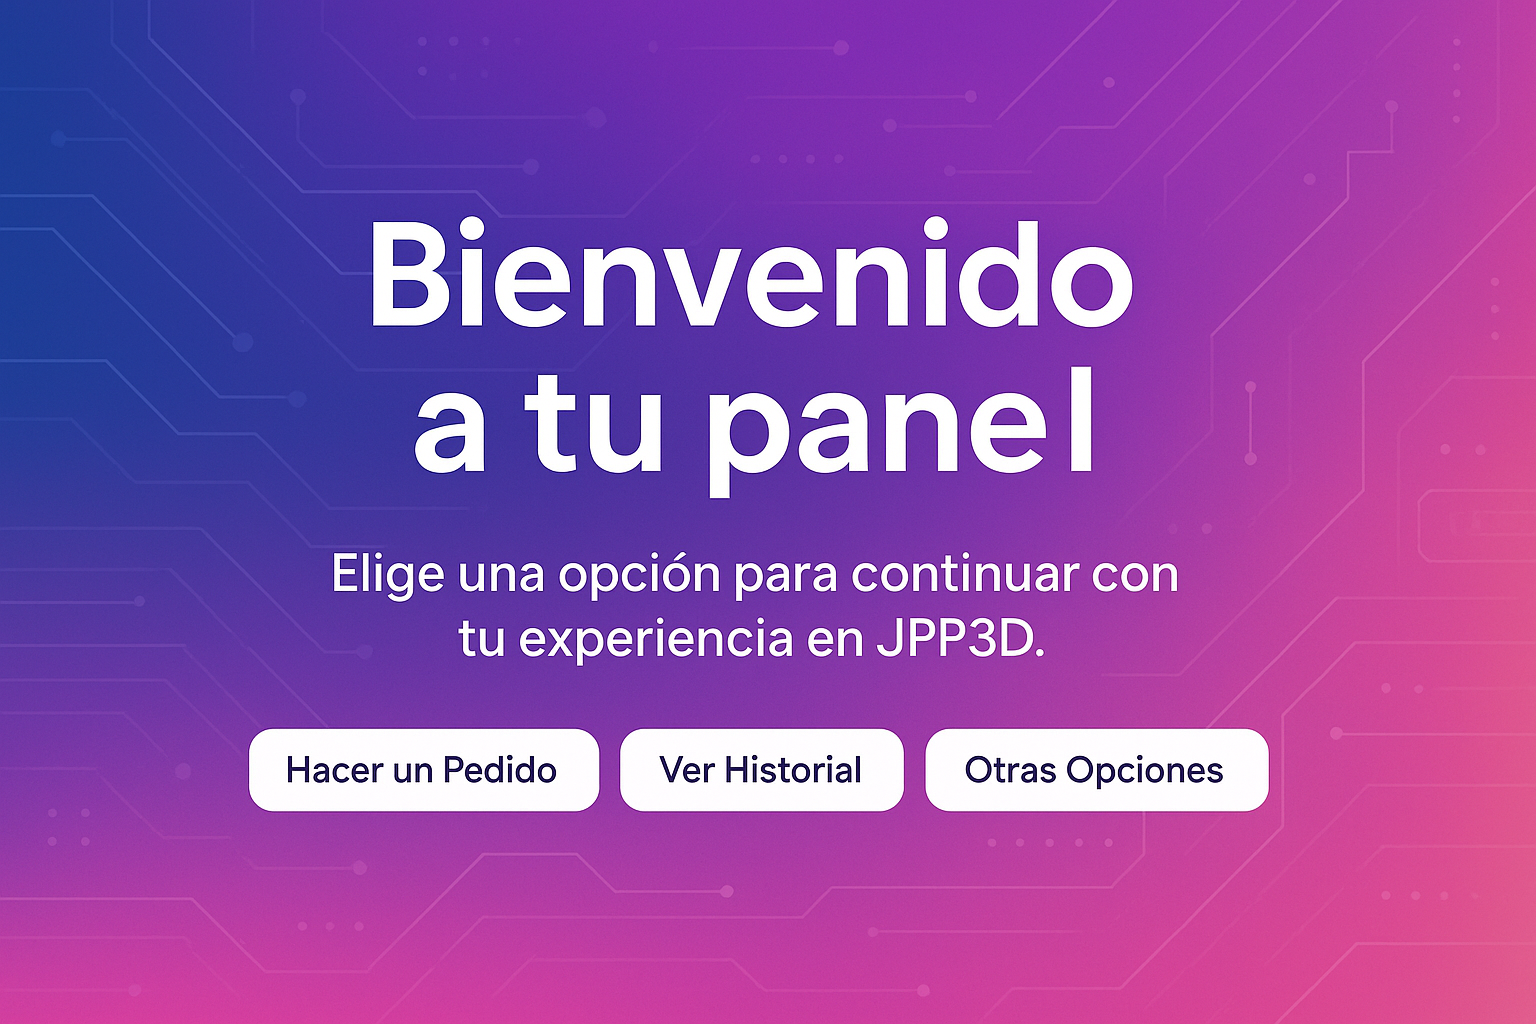 Bienvenido
a tu panel
Elige una opción para continuar con
tu experiencia en JPP3D.
Hacer un Pedido
Ver Historial
Otras Opciones